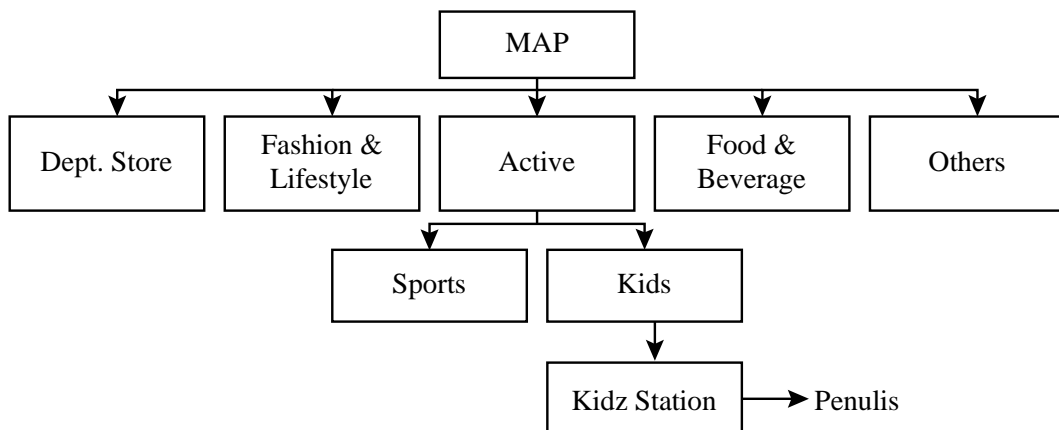 MAP
Dept. Store
Fashion &
Lifestyle
Active
Food &
Beverage
Others
Sports
Kids
Kidz Station
Penulis